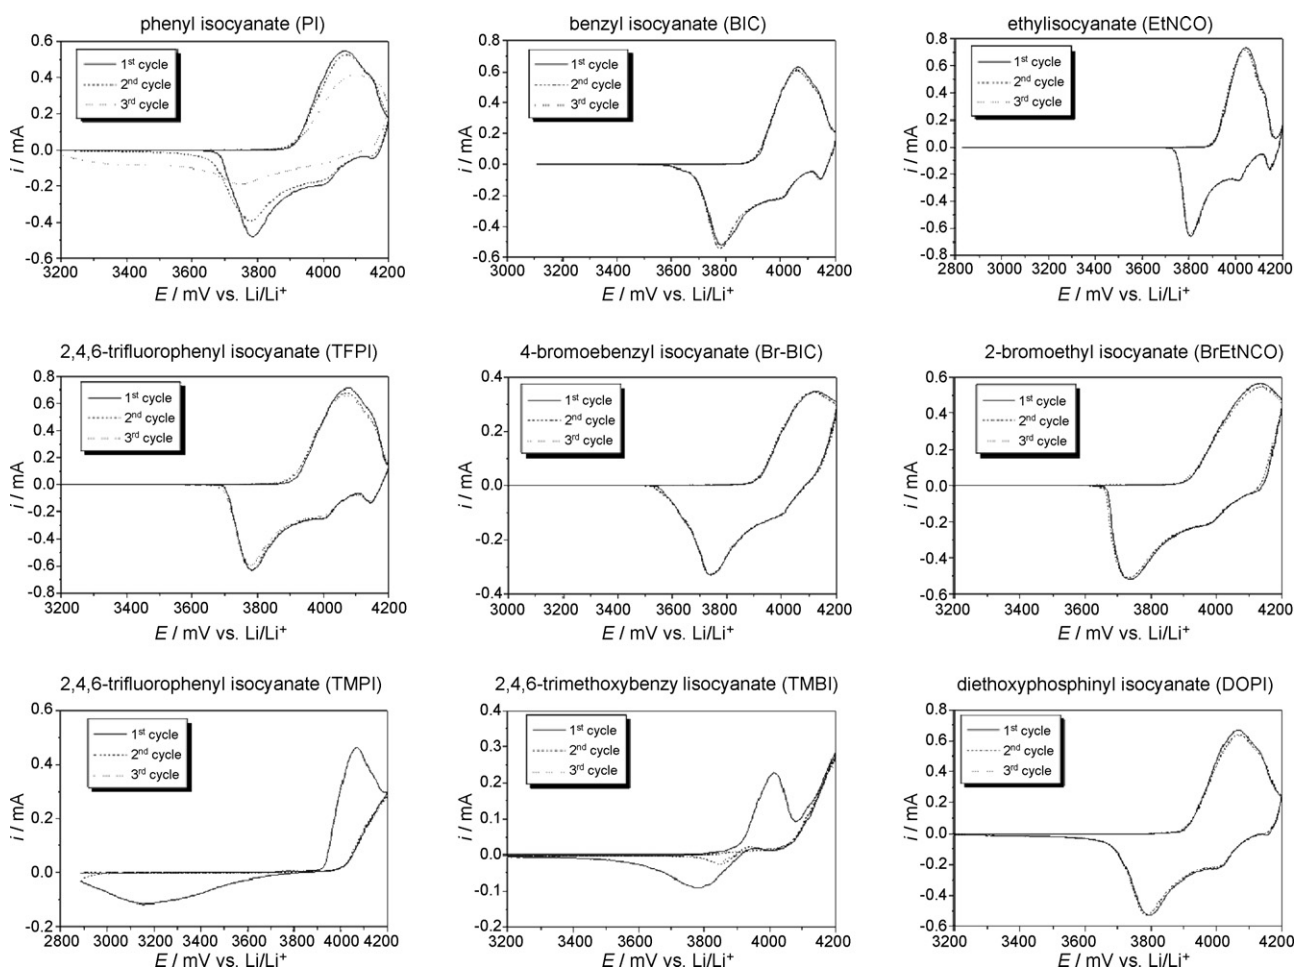 phenyl isocyanate (PI)
0.6
0.4
0.2
0.0
-0.2
-0.4
-0.6
i / mA
1st cycle
2nd cycle
3rd cycle
3200 3400 3600 3800 4000 4200
E / mV vs. Li/Li+
benzyl isocyanate (BIC)
0.8
0.6
0.4
0.2
0.0
-0.2
-0.4
-0.6
i / mA
1st cycle
2nd cycle
3rd cycle
3000 3200 3400 3600 3800 4000 4200
E / mV vs. Li/Li+
ethylisocyanate (EtNCO)
0.8
0.6
0.4
0.2
0.0
-0.2
-0.4
-0.6
-0.8
i / mA
1st cycle
2nd cycle
3rd cycle
2800 3000 3200 3400 3600 3800 4000 4200
E / mV vs. Li/Li+
2,4,6-trifluorophenyl isocyanate (TFPI)
0.8
0.6
0.4
0.2
0.0
-0.2
-0.4
-0.6
-0.8
i / mA
1st cycle
2nd cycle
3rd cycle
3200 3400 3600 3800 4000 4200
E / mV vs. Li/Li+
4-bromoebenzyl isocyanate (Br-BIC)
0.4
0.2
0.0
-0.2
-0.4
i / mA
1st cycle
2nd cycle
3rd cycle
3000 3200 3400 3600 3800 4000 4200
E / mV vs. Li/Li+
2-bromoethyl isocyanate (BrEtNCO)
0.6
0.4
0.2
0.0
-0.2
-0.4
-0.6
i / mA
1st cycle
2nd cycle
3rd cycle
3200 3400 3600 3800 4000 4200
E / mV vs. Li/Li+
2,4,6-trifluorophenyl isocyanate (TMPI)
0.6
0.4
0.2
0.0
-0.2
i / mA
1st cycle
2nd cycle
3rd cycle
2800 3000 3200 3400 3600 3800 4000 4200
E / mV vs. Li/Li+
2,4,6-trimethoxybenzy lisocyanate (TMBI)
0.4
0.3
0.2
0.1
0.0
-0.1
-0.2
i / mA
1st cycle
2nd cycle
3rd cycle
3200 3400 3600 3800 4000 4200
E / mV vs. Li/Li+
diethoxyphosphinyl isocyanate (DOPI)
0.8
0.6
0.4
0.2
0.0
-0.2
-0.4
-0.6
i / mA
1st cycle
2nd cycle
3rd cycle
3200 3400 3600 3800 4000 4200
E / mV vs. Li/Li+